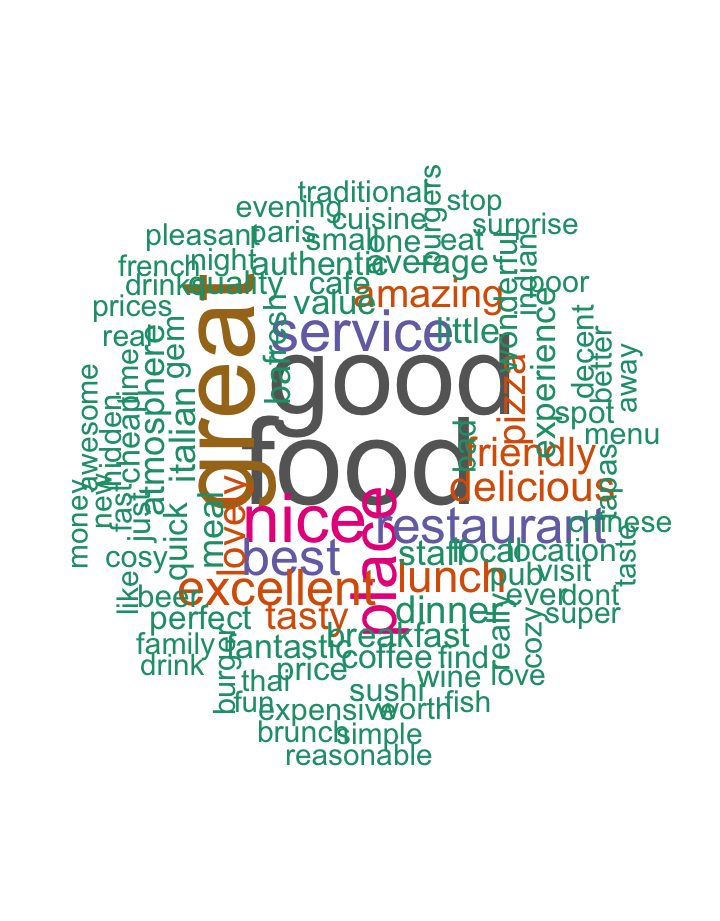 traditional
burgers
stop
evening
cuisine
surprise
pleasant
paris
small
one
eat
wonderful
indian
french
night
authentic
average
drinks
quality
cafe
poor
prices
value
amazing
great
bar
fresh
service
little
experience
decent
better
away
real
gem
atmosphere
time
good
pizza
awesome
hidden
cheap
italian
spot
menu
food
bad
friendly
delicious
tapas
money
new
fast
just
quick
meal
lovely
nice
place
restaurant
chinese
taste
cosy
best
staff
local
location
pub
visit
like
beer
excellent
lunch
ever
dont
perfect
tasty
dinner
super
family
fantastic
breakfast
really
cozy
drink
burger
price
coffee
find
thai
sushi
wine
love
fun
expensive
worth
fish
brunch
simple
reasonable